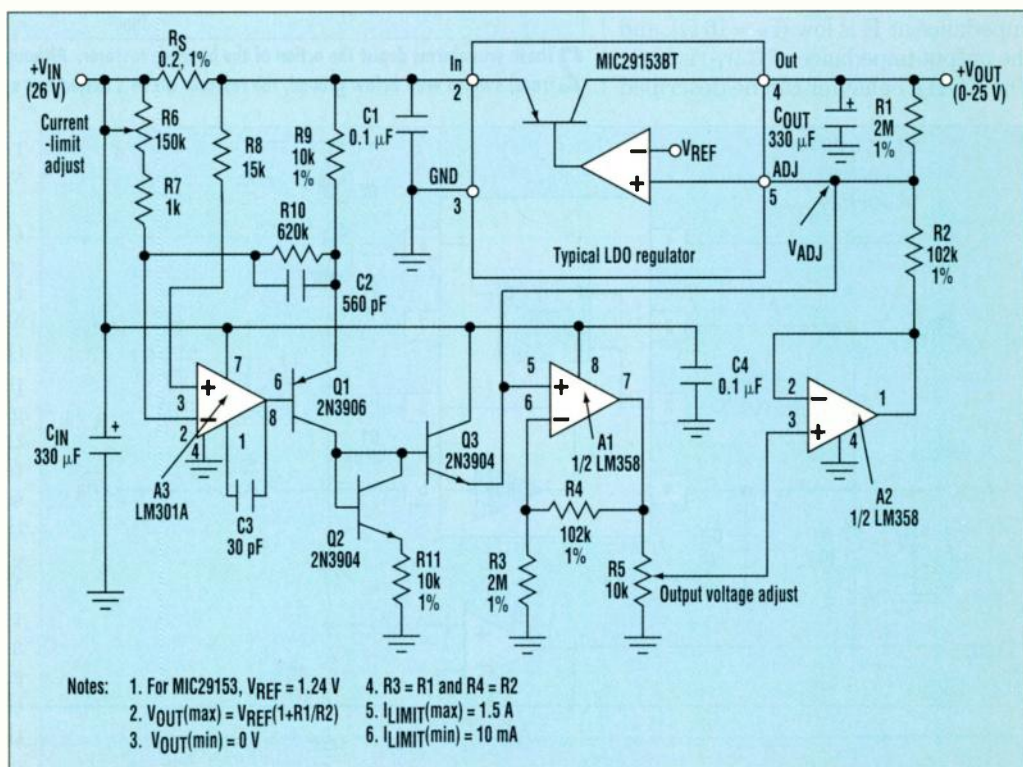 +VIN
(26 V)
RS
0.2, 1%
Current
-limit
adjust
R6
150k
R7
1k
R8
15k
R9
10k
1%
R10
620k
C2
560 pF
C1
0.1 µF
In
2
GND
3
MIC29153BT
VREF
Typical LDO regulator
Out
4
ADJ
5
VADJ
COUT
330 µF
R1
2M
1%
+VOUT
(0-25 V)
R2
102k
1%
CIN
330 µF
7
3
2
4
1
8
6
A3
LM301A
C3
30 pF
Q1
2N3906
Q2
2N3904
Q3
2N3904
R11
10k
1%
5
6
8
7
A1
1/2 LM358
R4
102k
1%
R3
2M
1%
R5
10k
Output voltage adjust
C4
0.1 µF
2
3
1
4
A2
1/2 LM358
Notes: 1. For MIC29153, VREF = 1.24 V
2. VOUT(max) = VREF(1+R1/R2)
3. VOUT(min) = 0 V
4. R3 = R1 and R4 = R2
5. ILIMIT(max) = 1.5 A
6. ILIMIT(min) = 10 mA